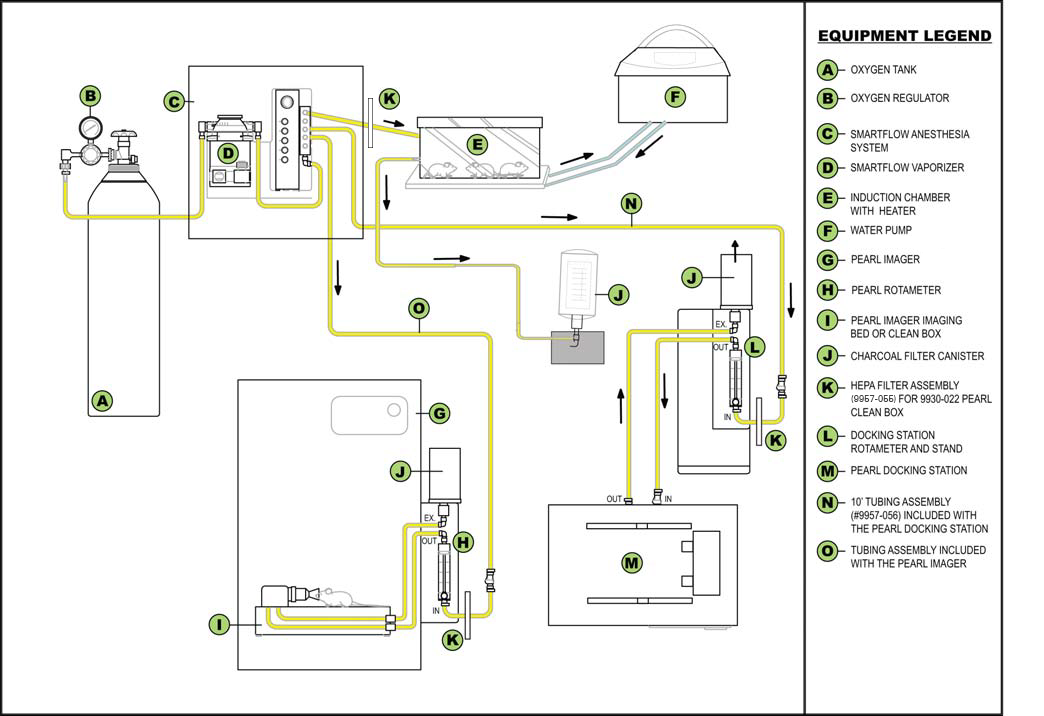 EQUIPMENT LEGEND
A OXYGEN TANK
B OXYGEN REGULATOR
C SMARTFLOW ANESTHESIA
SYSTEM
D SMARTFLOW VAPORIZER
E INDUCTION CHAMBER
WITH HEATER
F WATER PUMP
G PEARL IMAGER
H PEARL ROTAMETER
I PEARL IMAGER IMAGING
BED OR CLEAN BOX
J CHARCOAL FILTER CANISTER
K HEPA FILTER ASSEMBLY
(9967-066) FOR 9930-022 PEARL
CLEAN BOX
L DOCKING STATION
ROTAMETER AND STAND
M PEARL DOCKING STATION
N 10' TUBING ASSEMBLY
(#9957-056) INCLUDED WITH
THE PEARL DOCKING STATION
O TUBING ASSEMBLY INCLUDED
WITH THE PEARL IMAGER
B
C
K
F
D
E
N
J
J
O
EX.
OUT
L
A
G
IN
K
J
OUT
IN
EX.
OUT
H
M
I
IN
K